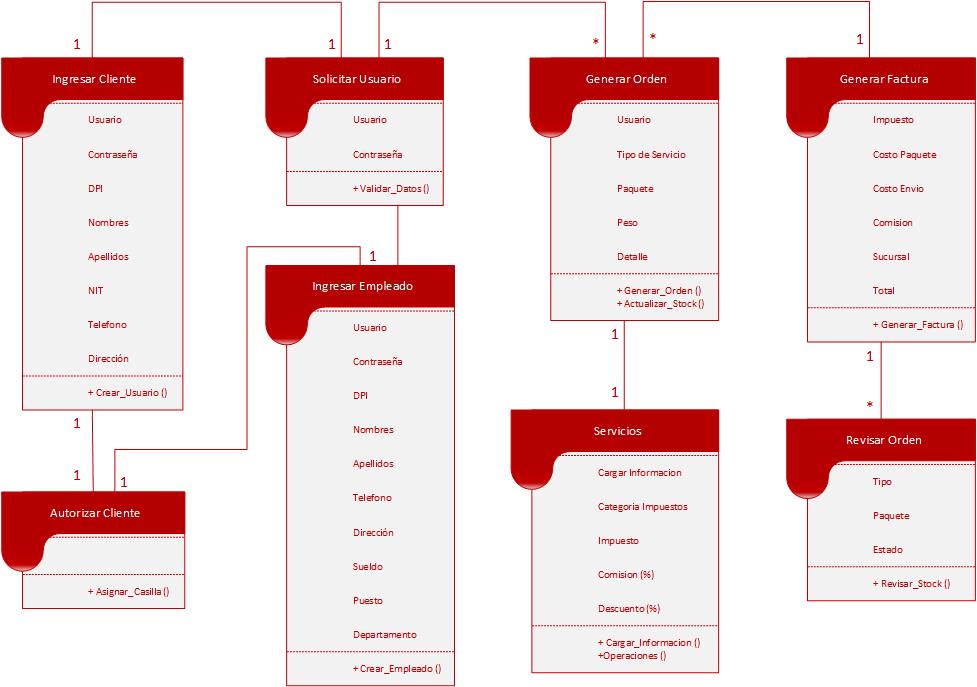 1
1
1
*
*
1
Ingresar Cliente
Usuario
Contraseña
DPI
Nombres
Apellidos
NIT
Telefono
Dirección
+ Crear_Usuario ()
Solicitar Usuario
Usuario
Contraseña
+ Validar_Datos ()
Generar Orden
Usuario
Tipo de Servicio
Paquete
Peso
Detalle
+ Generar_Orden ()
+ Actualizar_Stock ()
Generar Factura
Impuesto
Costo Paquete
Costo Envio
Comision
Sucursal
Total
+ Generar_Factura ()
1
1
1
1
Autorizar Cliente
+ Asignar_Casilla ()
1
Ingresar Empleado
Usuario
Contraseña
DPI
Nombres
Apellidos
Telefono
Dirección
Sueldo
Puesto
Departamento
+ Crear_Empleado ()
1
1
Servicios
Cargar Informacion
Categoria Impuestos
Impuesto
Comision (%)
Descuento (%)
+ Cargar_Informacion ()
+Operaciones ()
*
Revisar Orden
Tipo
Paquete
Estado
+ Revisar_Stock ()